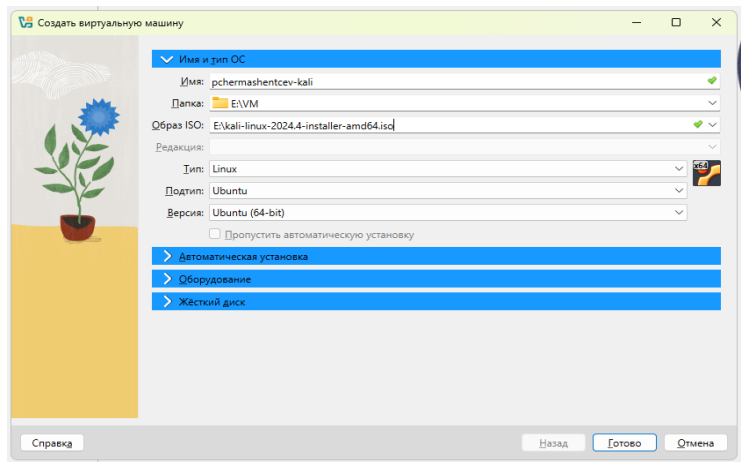 Создать виртуальную машину
Имя и тип ОС
Имя: pchermashentcev-kali
Папка: E:\VM
Образ ISO: E:\kali-linux-2024.4-installer-amd64.iso
Редакция:
Тип: Linux
x64
Подтип: Ubuntu
Версия: Ubuntu (64-bit)
Пропустить автоматическую установку
Автоматическая установка
Оборудование
Жёсткий диск
Справка Назад Готово Отмена